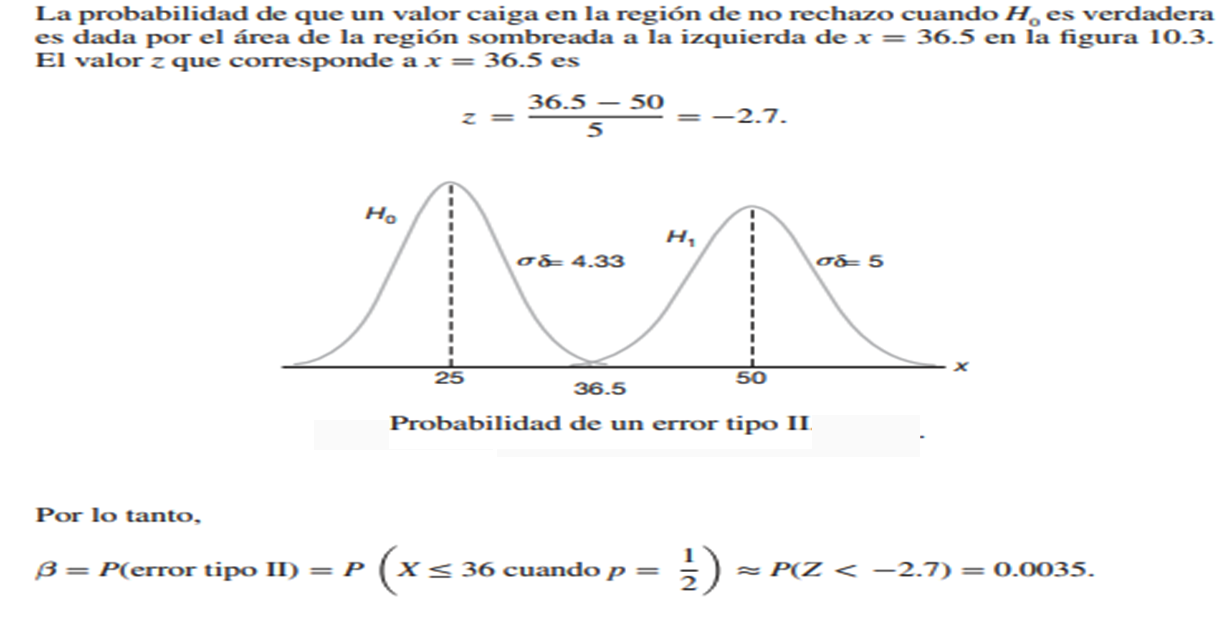 La probabilidad de que un valor caiga en la región de no rechazo cuando H₀ es verdadera
es dada por el área de la región sombreada a la izquierda de x = 36.5 en la figura 10.3.
El valor z que corresponde a x = 36.5 es
z = (36.5 − 50)/5 = −2.7.
H₀
H₁
σδ= 4.33
σδ= 5
x
25
50
36.5
Probabilidad de un error tipo II
.
Por lo tanto,
β = P(error tipo II) = P (X ≤ 36 cuando p = 1/2) ≈ P(Z < −2.7) = 0.0035.